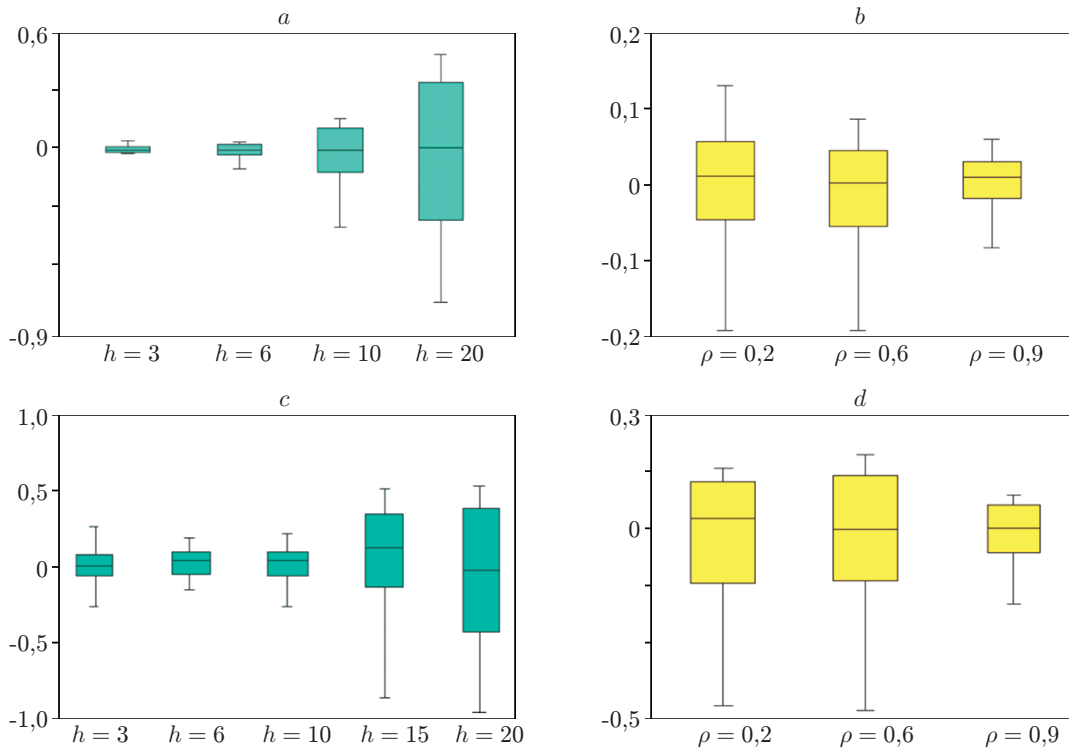 a
0,6
0
-0,9
h = 3 h = 6 h = 10 h = 20
b
0,2
0,1
0
-0,1
-0,2
ρ = 0,2 ρ = 0,6 ρ = 0,9
c
1,0
0,5
0
-0,5
-1,0
h = 3 h = 6 h = 10 h = 15 h = 20
d
0,3
0
-0,5
ρ = 0,2 ρ = 0,6 ρ = 0,9